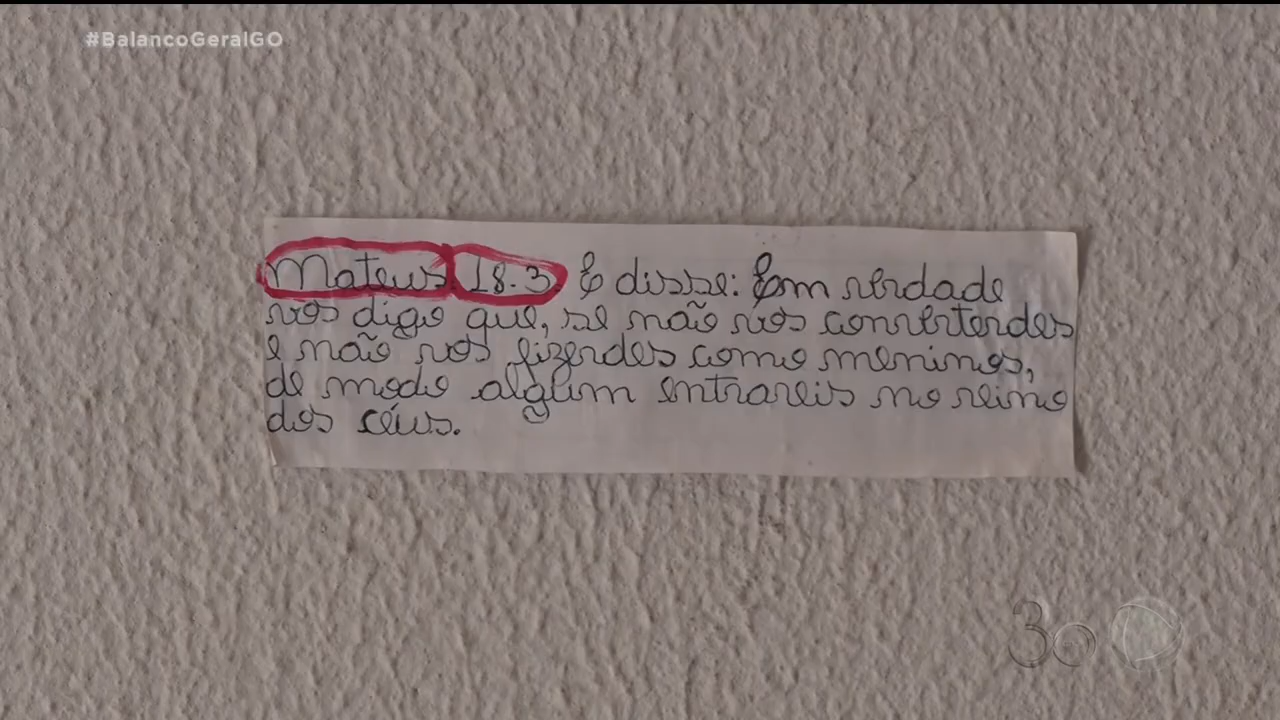 #BalancoGeralGO
Mateus 18.3 E disse: Em verdade
vos digo que, se não vos converterdes
e não vos fizerdes como meninos,
de modo algum entrareis no reino
dos céus.
30